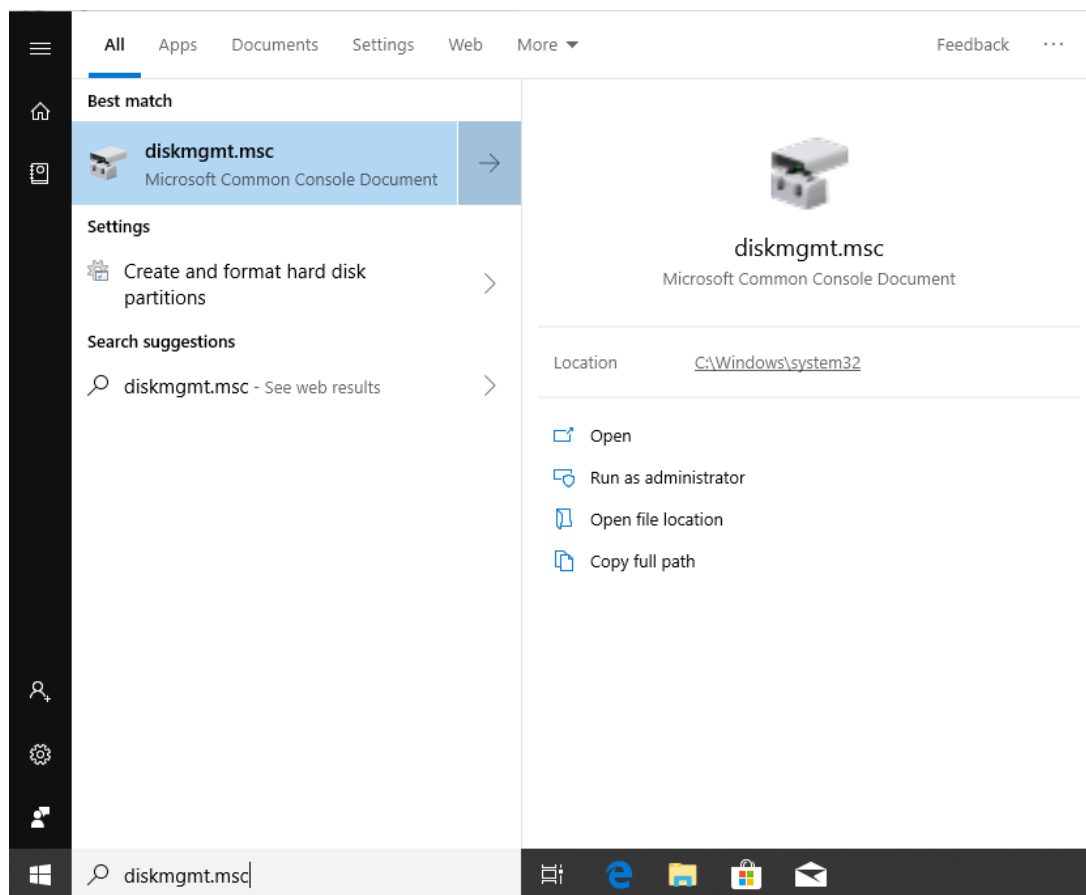 All Apps Documents Settings Web More Feedback ...
Best match
diskmgmt.msc
Microsoft Common Console Document
Settings
Create and format hard disk
partitions
Search suggestions
diskmgmt.msc - See web results
diskmgmt.msc
Microsoft Common Console Document
Location C:\Windows\system32
Open
Run as administrator
Open file location
Copy full path
diskmgmt.msc